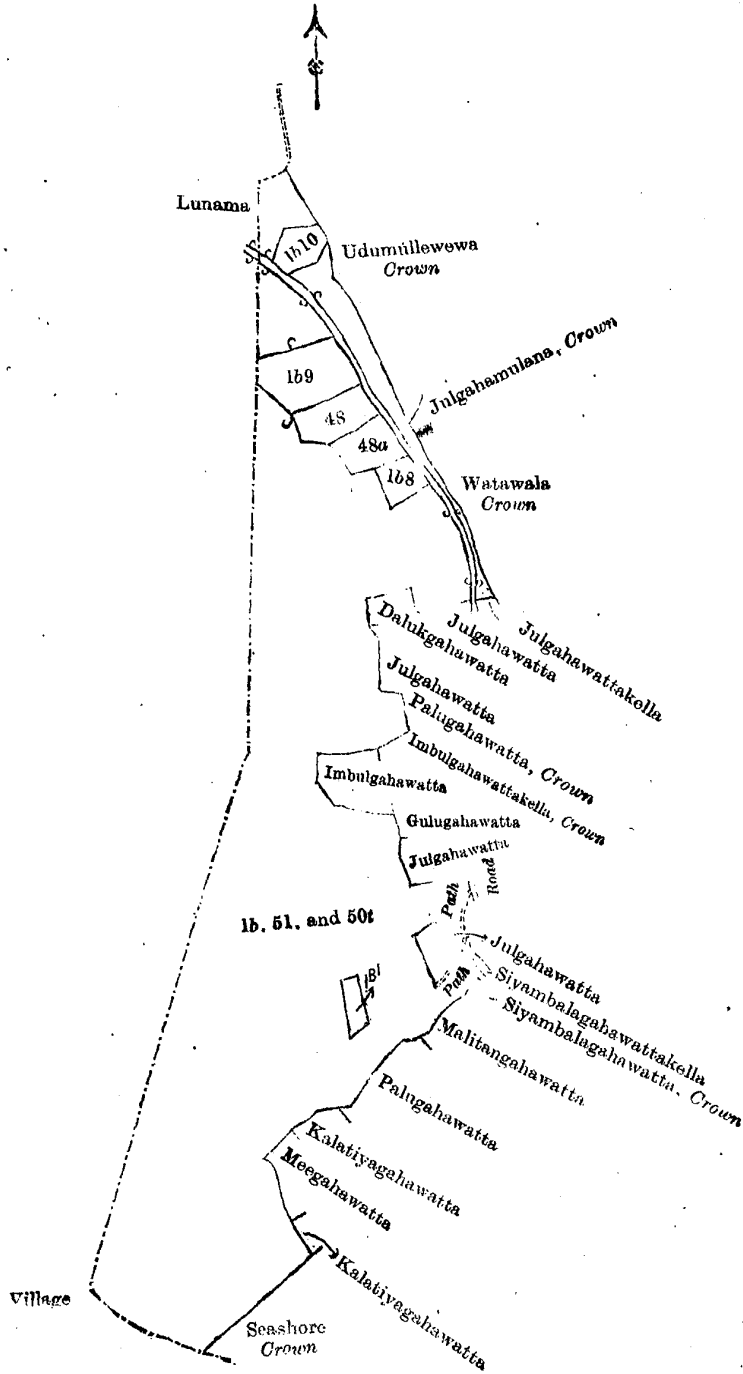 Lunama
1b10
Udumullewewa
Crown
Julgahamulana, Crown
1b9
48
48a
1b8
Watawala
Crown
Dalukgahawatta
Julgahawatta
Julgahawattakella
Julgahawatta
Palugahawatta, Crown
Imbulgahawattakella, Crown
Imbulgahawatta
Gulugahawatta
Julgahawatta
Path
Road
1b, 51, and 50t
Julgahawatta
Path
Siyambalagahawattakella
Siyambalagahawatta, Crown
Malitangahawatta
Palugahawatta
Kalatiyagahawatta
Meegahawatta
Kalatiyagahawatta
Village
Seashore
Crown